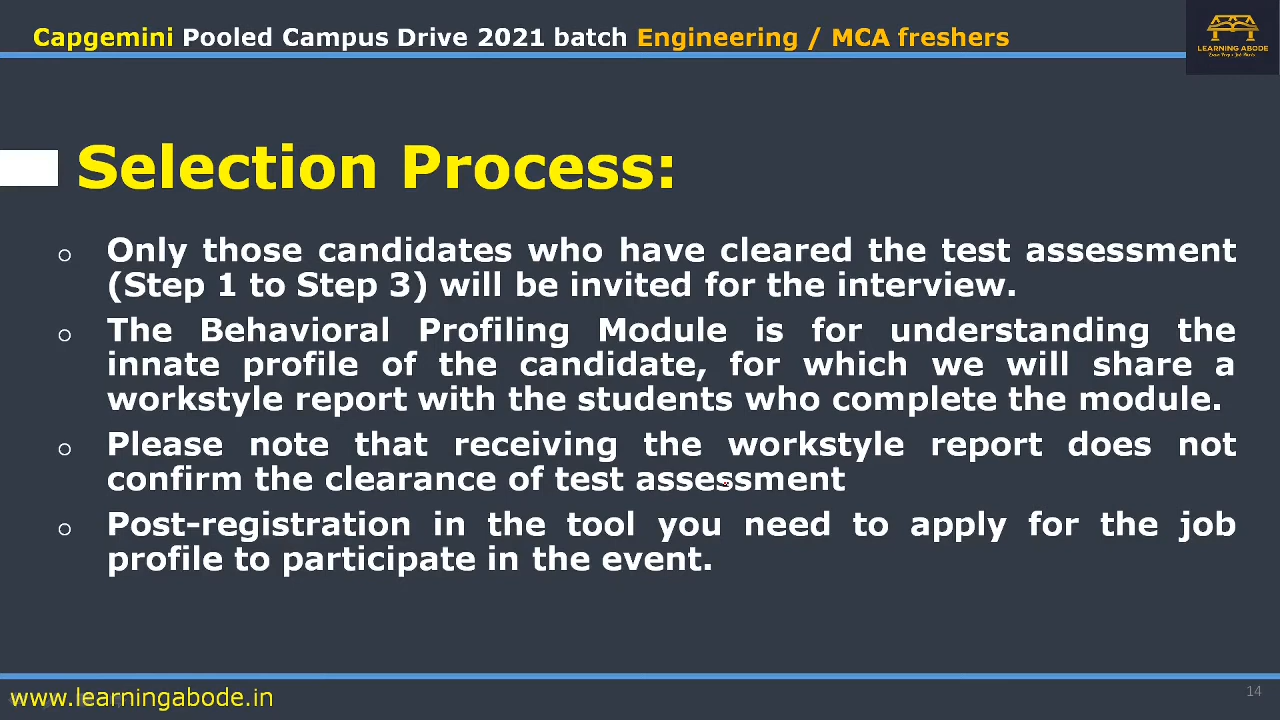 Capgemini Pooled Campus Drive 2021 batch Engineering / MCA freshers
LEARNING ABODE
Selection Process:
Only those candidates who have cleared the test assessment
(Step 1 to Step 3) will be invited for the interview.
The Behavioral Profiling Module is for understanding the
innate profile of the candidate, for which we will share a
workstyle report with the students who complete the module.
Please note that receiving the workstyle report does not
confirm the clearance of test assessment
Post-registration in the tool you need to apply for the job
profile to participate in the event.
www.learningabode.in
14